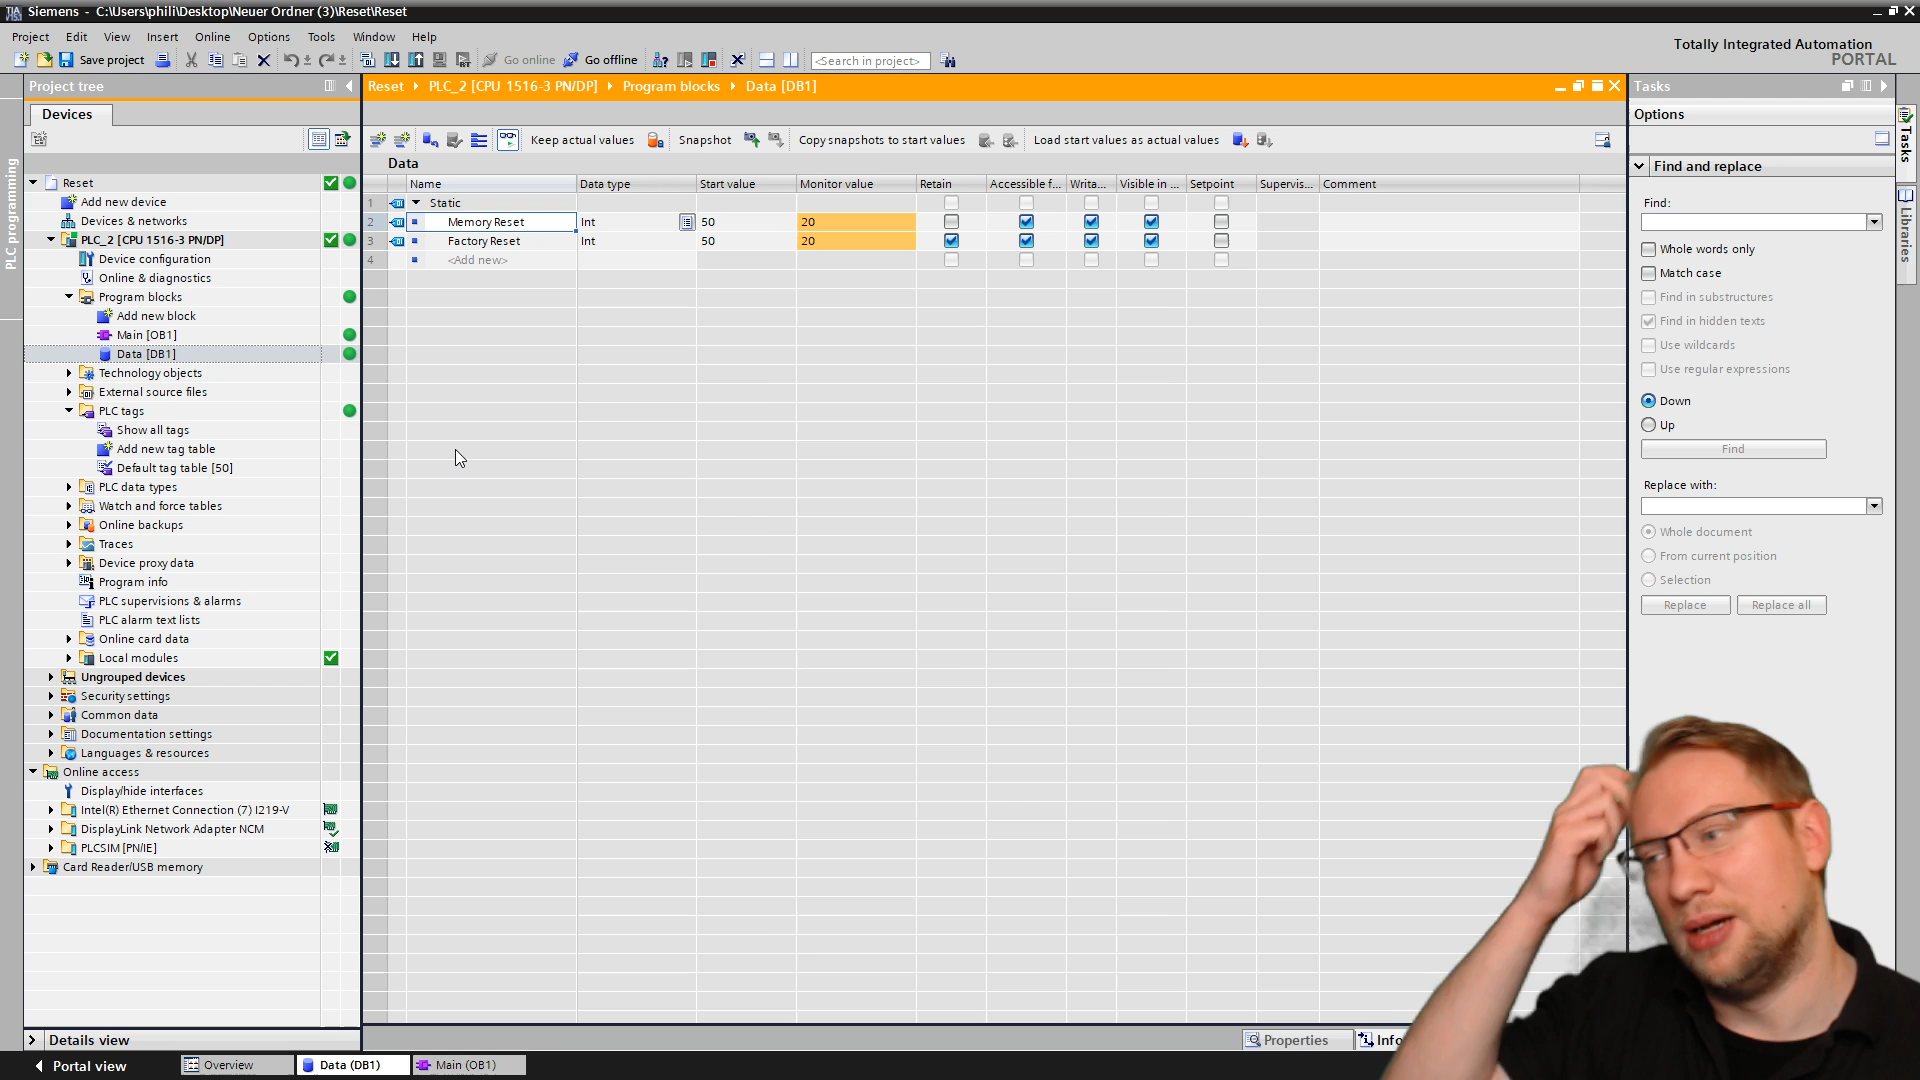 Siemens - C:\Users\phili\Desktop\Neuer Ordner (3)\Reset\Reset
Project Edit View Insert Online Options Tools Window Help
Totally Integrated Automation
PORTAL
Save project
Go online
Go offline
<Search in project>
Project tree
Reset PLC_2 [CPU 1516-3 PN/DP] Program blocks Data [DB1]
Tasks
Devices
Options
Keep actual values
Snapshot
Copy snapshots to start values
Load start values as actual values
PLC programming
Tasks
Libraries
Data
Name Data type Start value Monitor value Retain Accessible f... Writa... Visible in ... Setpoint Supervis... Comment
1 Static
2 Memory Reset Int 50 20
3 Factory Reset Int 50 20
4 <Add new>
Reset
Add new device
Devices & networks
PLC_2 [CPU 1516-3 PN/DP]
Device configuration
Online & diagnostics
Program blocks
Add new block
Main [OB1]
Data [DB1]
Technology objects
External source files
PLC tags
Show all tags
Add new tag table
Default tag table [50]
PLC data types
Watch and force tables
Online backups
Traces
Device proxy data
Program info
PLC supervisions & alarms
PLC alarm text lists
Online card data
Local modules
Ungrouped devices
Security settings
Common data
Documentation settings
Languages & resources
Online access
Display/hide interfaces
Intel(R) Ethernet Connection (7) I219-V
DisplayLink Network Adapter NCM
PLCSIM [PN/IE]
Card Reader/USB memory
Find and replace
Find:
Whole words only
Match case
Find in substructures
Find in hidden texts
Use wildcards
Use regular expressions
Down
Up
Find
Replace with:
Whole document
From current position
Selection
Replace
Replace all
Details view
Properties
Info
Portal view
Overview
Data (DB1)
Main (OB1)